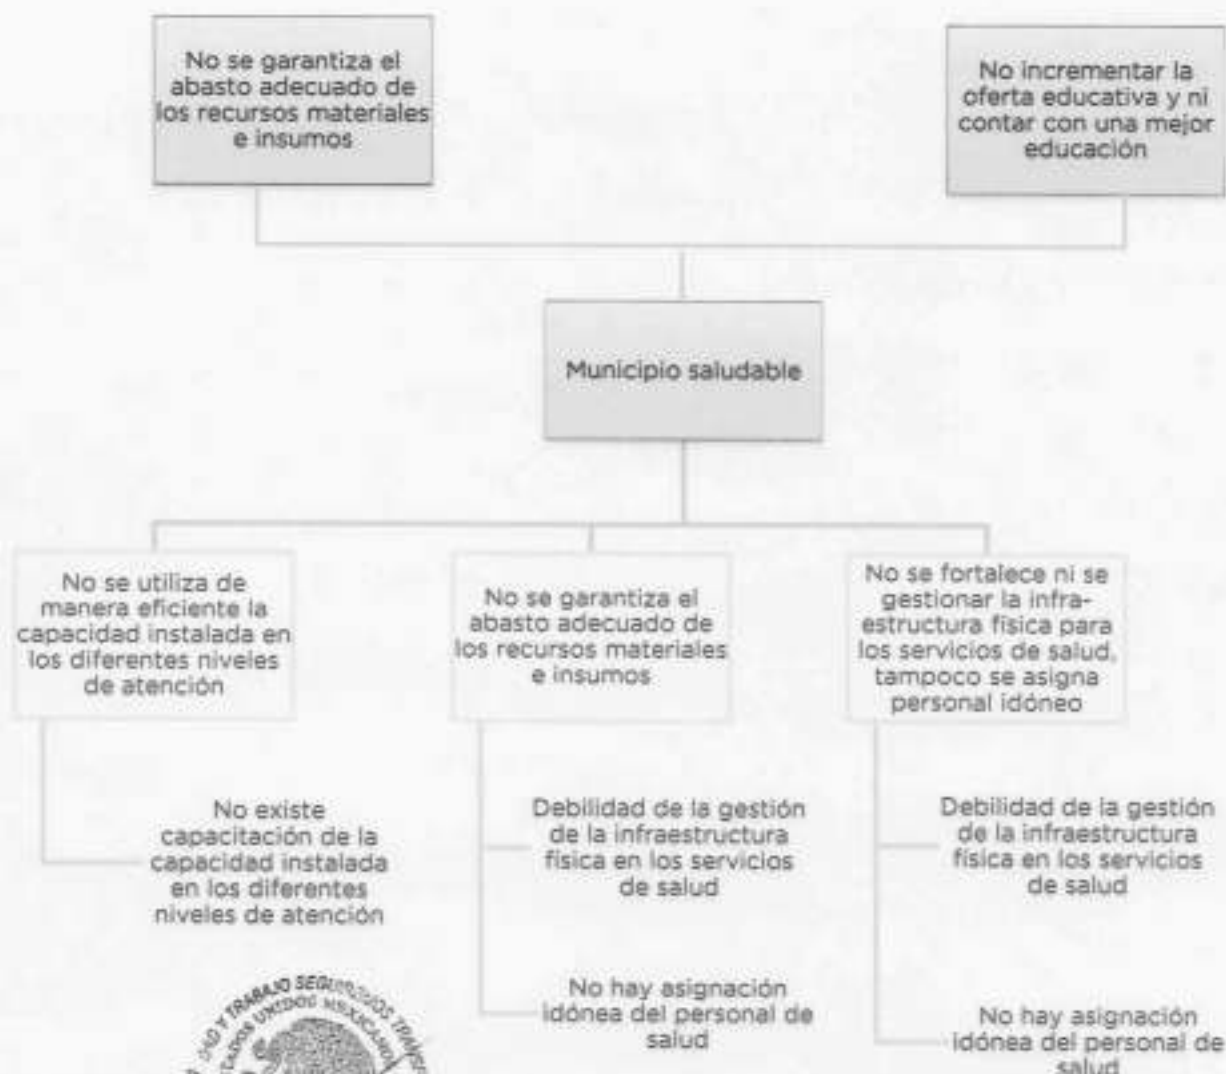 No se garantiza el
abasto adecuado de
los recursos materiales
e insumos
No incrementar la
oferta educativa y ni
contar con una mejor
educación
Municipio saludable
No se utiliza de
manera eficiente la
capacidad instalada en
los diferentes niveles
de atención
No se garantiza el
abasto adecuado de
los recursos materiales
e insumos
No se fortalece ni se
gestionar la infra-
estructura física para
los servicios de salud,
tampoco se asigna
personal idóneo
No existe
capacitación de la
capacidad instalada
en los diferentes
niveles de atención
Debilidad de la gestión
de la infraestructura
física en los servicios
de salud
Debilidad de la gestión
de la infraestructura
física en los servicios
de salud
No hay asignación
idónea del personal de
salud
No hay asignación
idónea del personal de
salud
Y TRABAJO
UNIDOS MEXICANOS